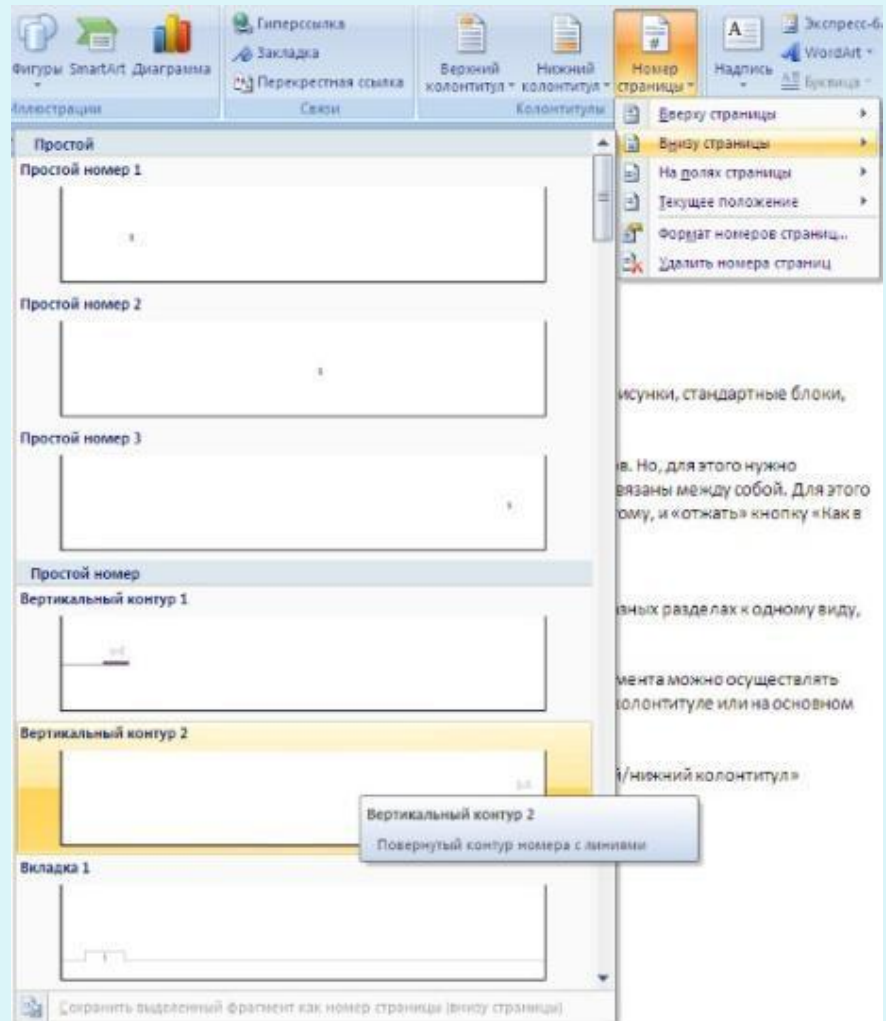 Фигуры SmartArt Диаграмма
Гиперссылка
Закладка
Перекрестная ссылка
Верхний колонтитул
Нижний колонтитул
Номер страницы
Надпись
Экспресс-б
WordArt
Буквица
Иллюстрации
Связи
Колонтитулы
Вверху страницы
Внизу страницы
На полях страницы
Текущее положение
Формат номеров страниц...
Удалить номера страниц
Простой
Простой номер 1
1
Простой номер 2
1
Простой номер 3
1
Простой номер
Вертикальный контур 1
Вертикальный контур 2
Вертикальный контур 2
Повернутый контур номера с линиями
Вкладка 1
1
Сохранить выделенный фрагмент как номер страницы (внизу страницы)
исунки, стандартные блоки,
в. Но, для этого нужно
вязаны между собой. Для этого
ому, и «отжать» кнопку «Как в
зных разделах к одному виду,
мента можно осуществлять
колонтитуле или на основном
й/нижний колонтитул»